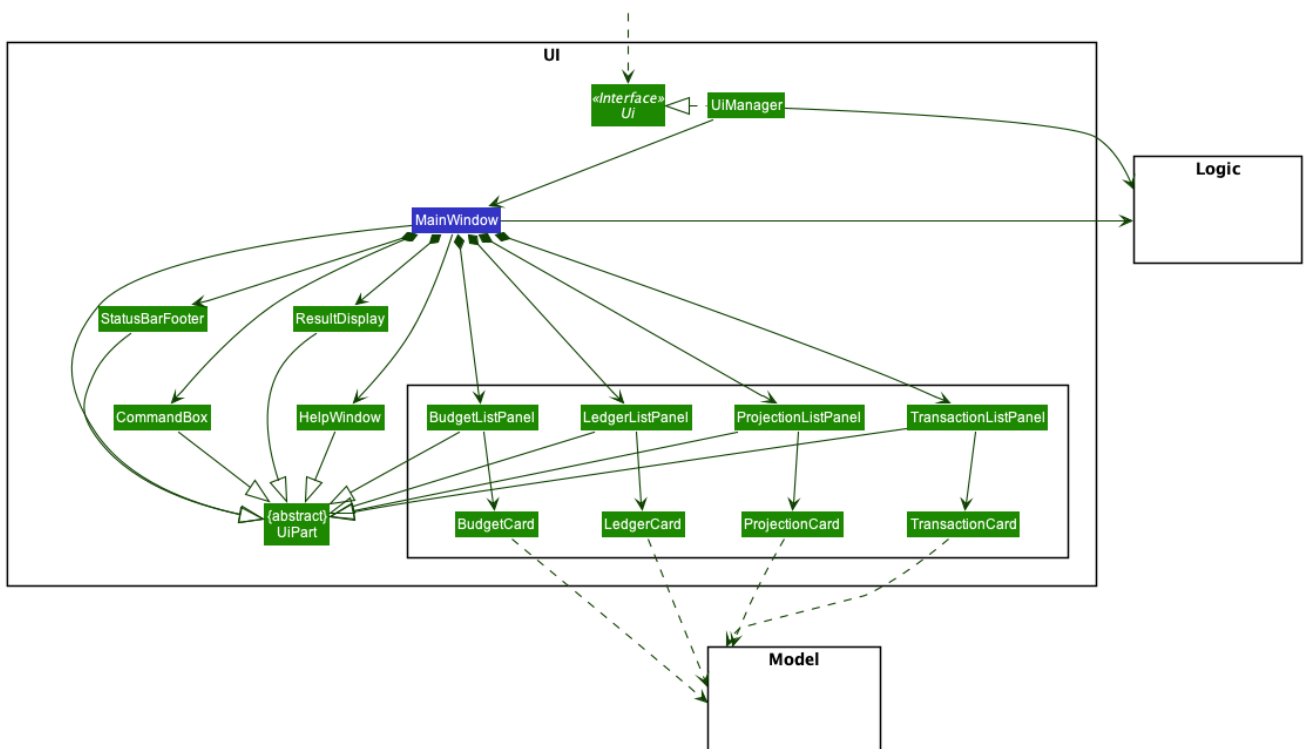 UI
«Interface»
Ui
UiManager
Logic
MainWindow
StatusBarFooter
ResultDisplay
CommandBox
HelpWindow
BudgetListPanel
LedgerListPanel
ProjectionListPanel
TransactionListPanel
{abstract}
UiPart
BudgetCard
LedgerCard
ProjectionCard
TransactionCard
Model